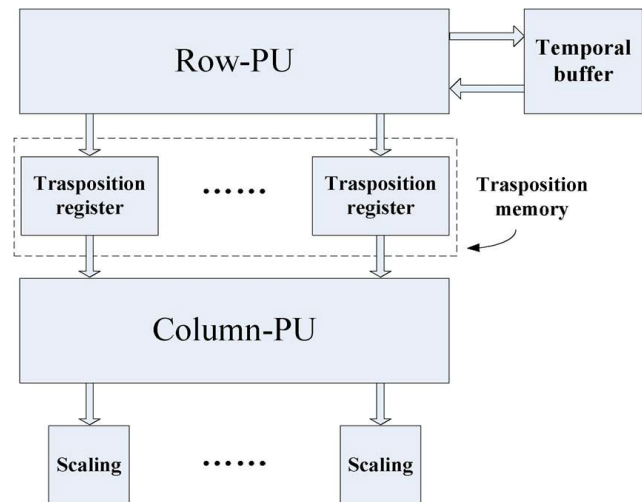 Row-PU
Temporal
buffer
Trasposition
register
......
Trasposition
register
Trasposition
memory
Column-PU
Scaling
......
Scaling